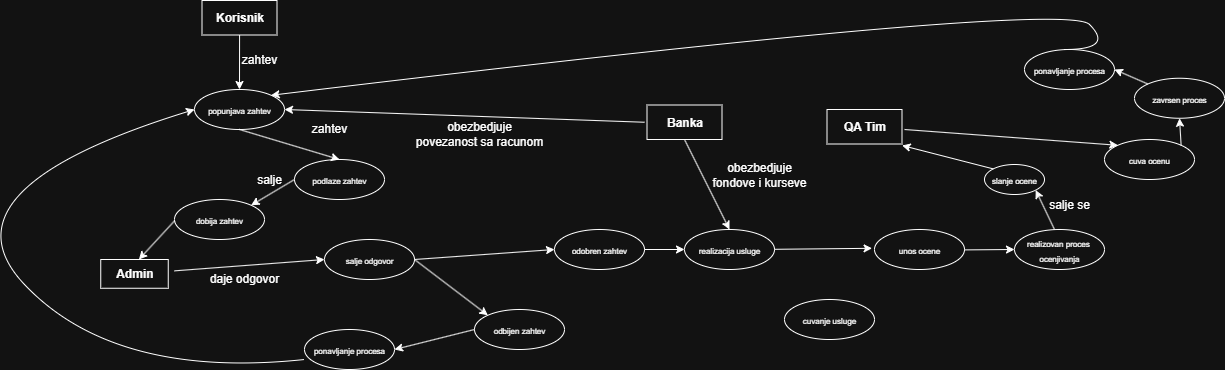 Korisnik
zahtev
ponavljanje procesa
zavrsen proces
popunjava zahtev
zahtev
obezbedjuje
povezanost sa racunom
Banka
QA Tim
cuva ocenu
salje
podlaze zahtev
obezbedjuje
fondove i kurseve
slanje ocene
salje se
dobija zahtev
Admin
daje odgovor
salje odgovor
odobren zahtev
realizacija usluge
unos ocene
realizovan proces
ocenjivanja
odbijen zahtev
cuvanje usluge
ponavljanje procesa